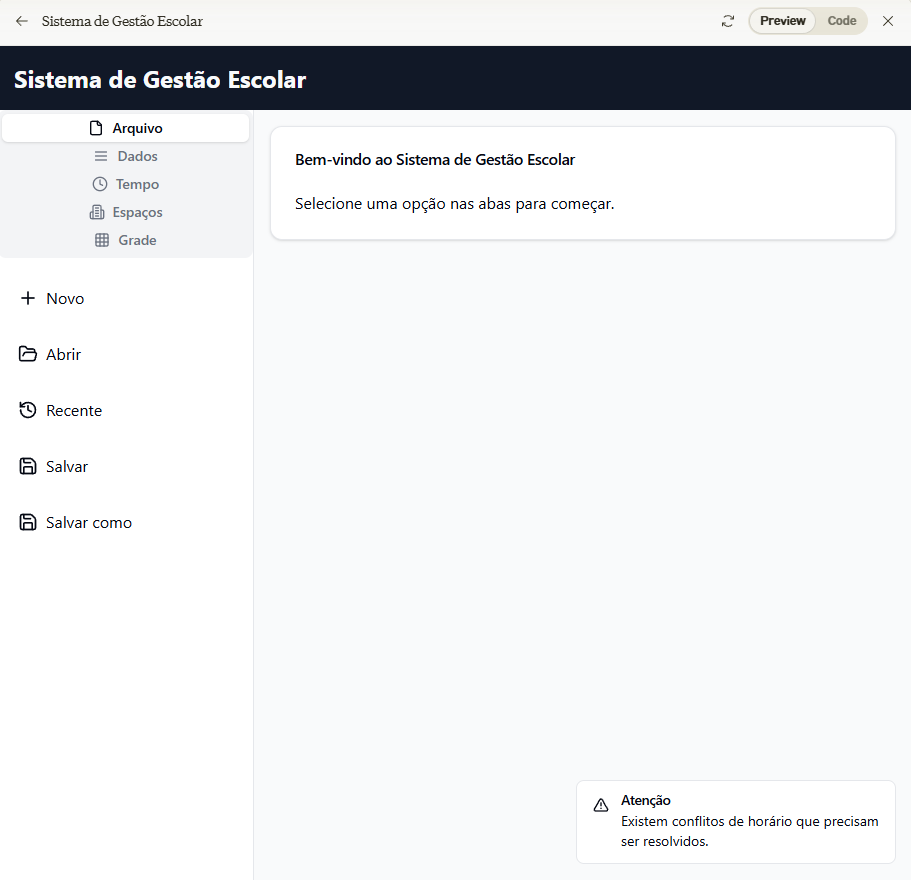 Sistema de Gestão Escolar
Preview
Code
Sistema de Gestão Escolar
Arquivo
Dados
Tempo
Espaços
Grade
Novo
Abrir
Recente
Salvar
Salvar como
Bem-vindo ao Sistema de Gestão Escolar
Selecione uma opção nas abas para começar.
Atenção
Existem conflitos de horário que precisam
ser resolvidos.